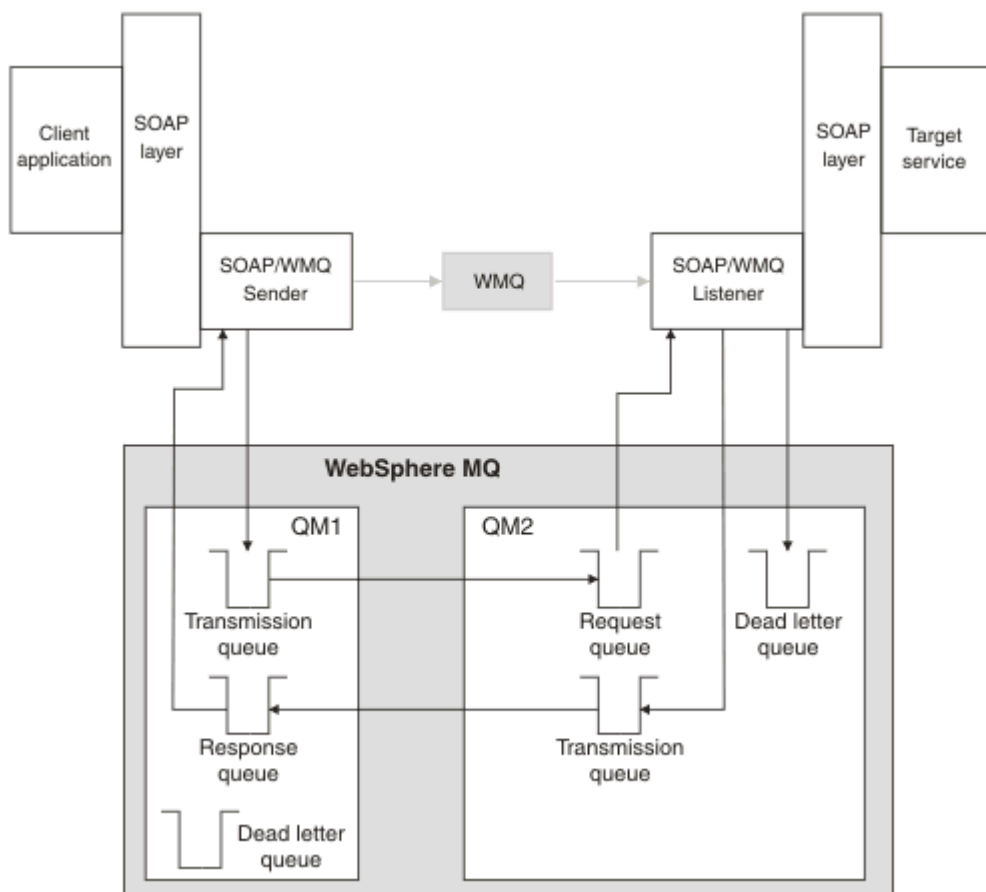 Client
application
SOAP
layer
SOAP
layer
Target
service
SOAP/WMQ
Sender
WMQ
SOAP/WMQ
Listener
WebSphere MQ
QM1
QM2
Transmission
queue
Request
queue
Dead letter
queue
Response
queue
Transmission
queue
Dead letter
queue